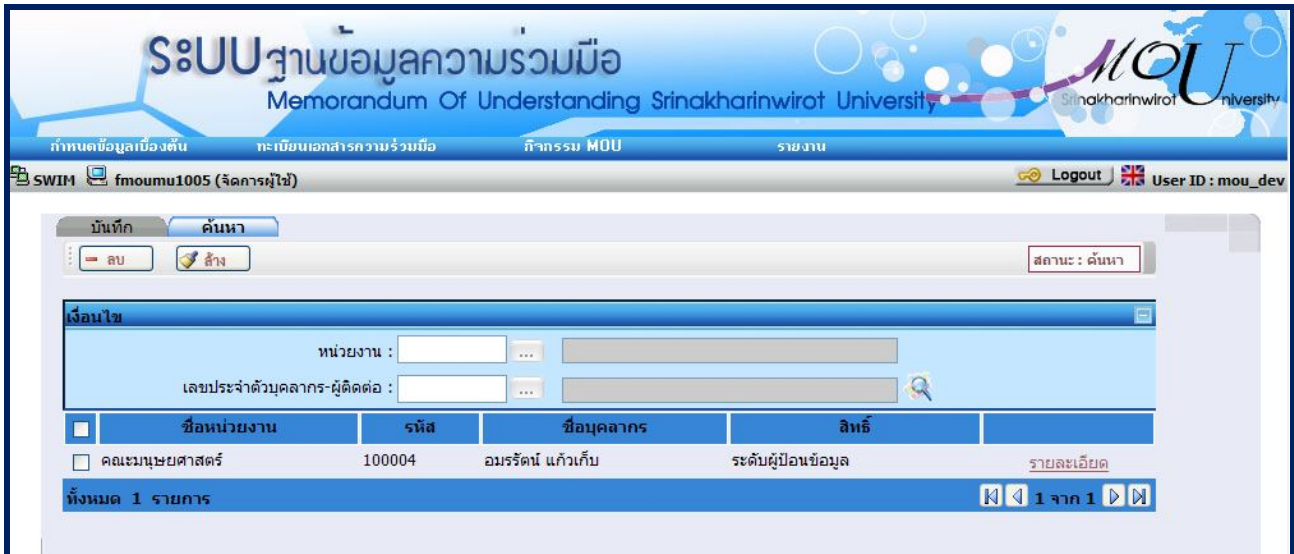 ระบบฐานข้อมูลความร่วมมือ
Memorandum Of Understanding Srinakharinwirot University
MOU
Srinakharinwirot University
กำหนดข้อมูลเบื้องต้น ทะเบียนเอกสารความร่วมมือ กิจกรรม MOU รายงาน
SWIM fmoumu1005 (จัดการผู้ใช้) Logout User ID : mou_dev
บันทึก ค้นหา
ลบ ล้าง สถานะ : ค้นหา
เงื่อนไข
หน่วยงาน : ...
เลขประจำตัวบุคลากร-ผู้ติดต่อ : ...
ชื่อหน่วยงาน รหัส ชื่อบุคลากร สิทธิ์
คณะมนุษยศาสตร์ 100004 อมรรัตน์ แก้วเก็บ ระดับผู้ป้อนข้อมูล รายละเอียด
ทั้งหมด 1 รายการ 1 จาก 1